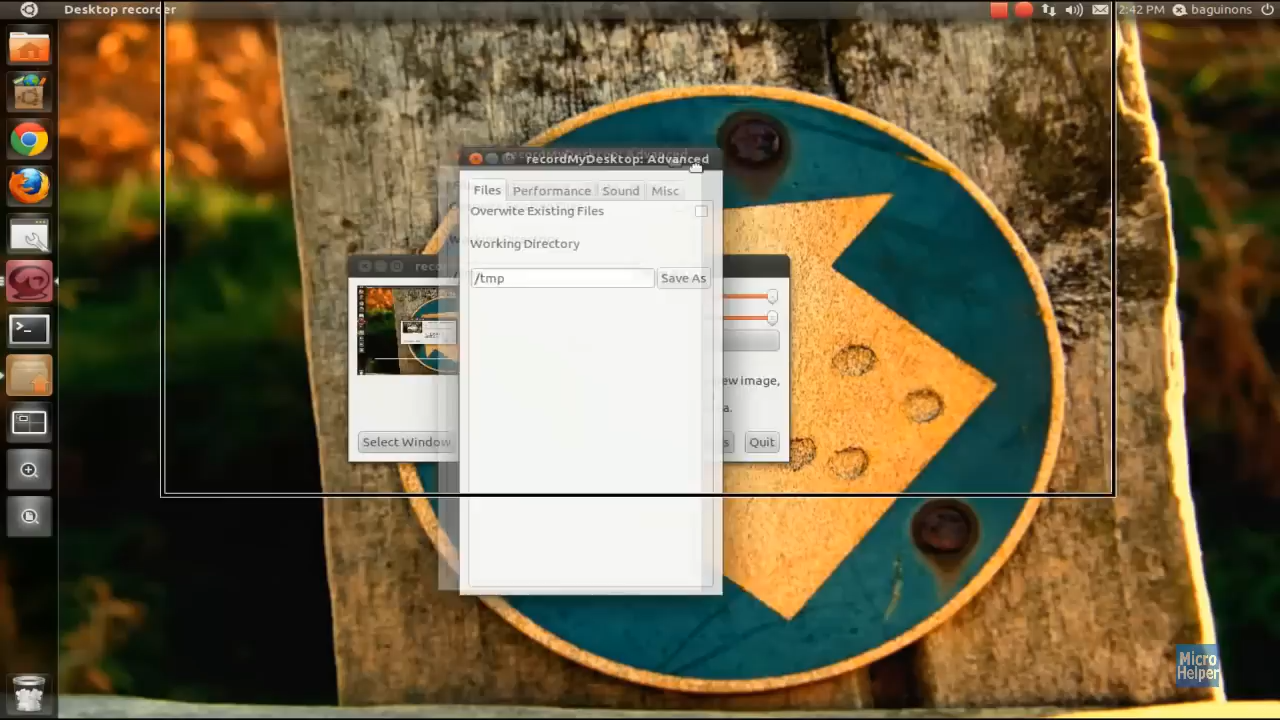 Desktop recorder
2:42 PM baguinons
recordMyDesktop: Advanced
Files Performance Sound Misc
Overwite Existing Files
Working Directory
/tmp Save As
ew image,
a.
Select Window
s Quit
Micro
Helper